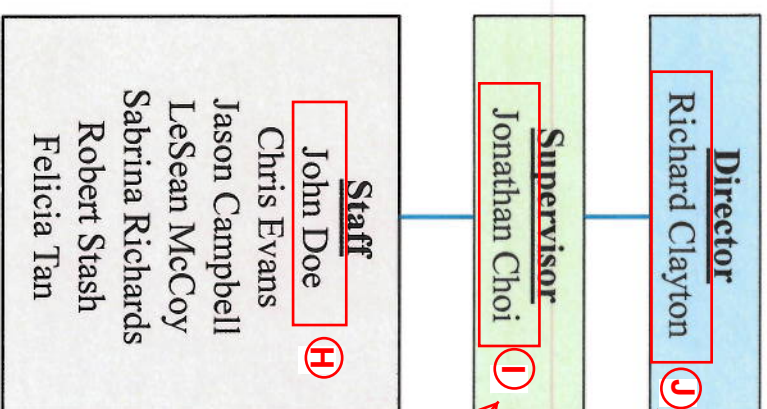 Director
Richard Clayton
J
Supervisor
Jonathan Choi
I
Staff
John Doe
H
Chris Evans
Jason Campbell
LeSean McCoy
Sabrina Richards
Robert Stash
Felicia Tan